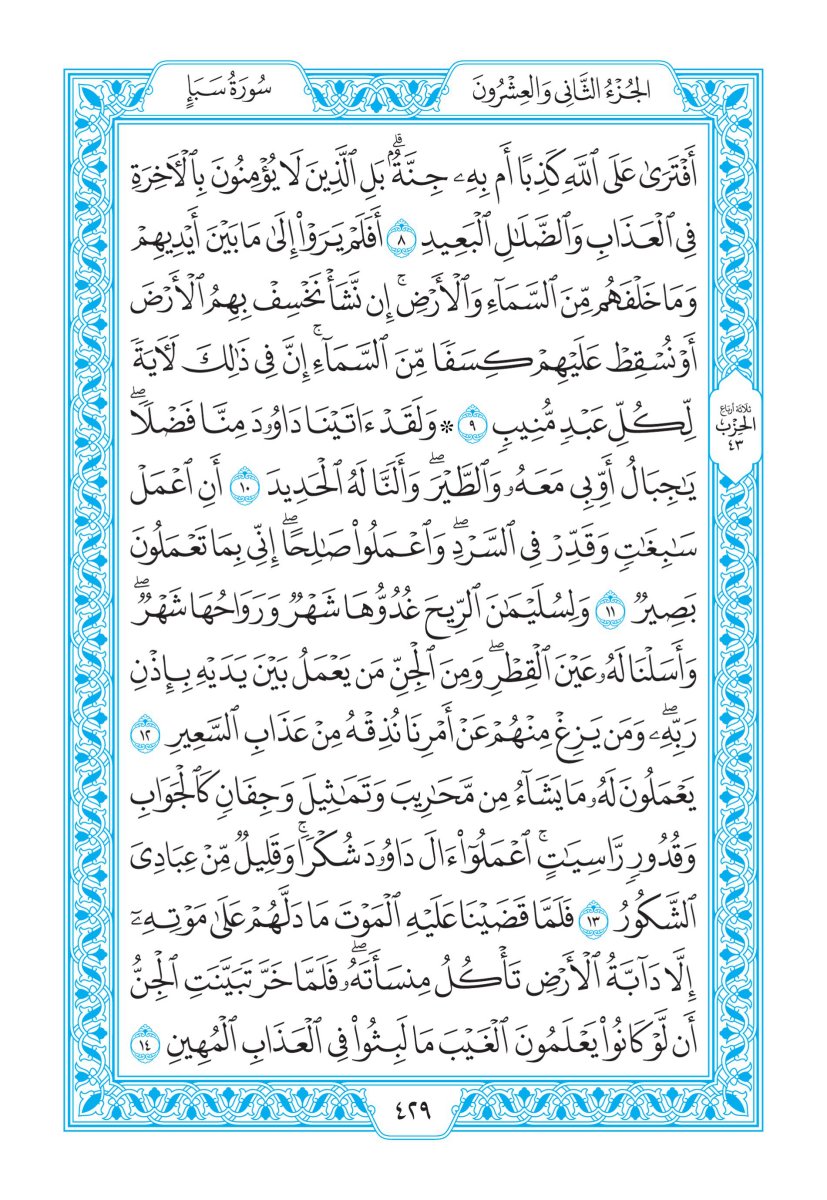 الجُزْءُ الثَّانِي وَالعِشْرُونَ
سُورَةُ سَبَإٍ
أَفْتَرَىٰ عَلَى ٱللَّهِ كَذِبًا أَم بِهِۦ جِنَّةُۢۗ بَلِ ٱلَّذِينَ لَا يُؤْمِنُونَ بِٱلْـَٔاخِرَةِ
فِي ٱلْعَذَابِ وَٱلضَّلَـٰلِ ٱلْبَعِيدِ ٨ أَفَلَمْ يَرَوْا۟ إِلَىٰ مَا بَيْنَ أَيْدِيهِمْ
وَمَا خَلْفَهُم مِّنَ ٱلسَّمَآءِ وَٱلْأَرْضِۚ إِن نَّشَأْ نَخْسِفْ بِهِمُ ٱلْأَرْضَ
أَوْ نُسْقِطْ عَلَيْهِمْ كِسَفًا مِّنَ ٱلسَّمَآءِۚ إِنَّ فِي ذَٰلِكَ لَـَٔايَةً
لِّكُلِّ عَبْدٍ مُّنِيبٍ ٩ ۞ وَلَقَدْ ءَاتَيْنَا دَاوُۥدَ مِنَّا فَضْلًاۖ
يَـٰجِبَالُ أَوِّبِي مَعَهُۥ وَٱلطَّيْرَۖ وَأَلَنَّا لَهُ ٱلْحَدِيدَ ١٠ أَنِ ٱعْمَلْ
سَـٰبِغَـٰتٍ وَقَدِّرْ فِي ٱلسَّرْدِۖ وَٱعْمَلُوا۟ صَـٰلِحًاۖ إِنِّي بِمَا تَعْمَلُونَ
بَصِيرٌ ١١ وَلِسُلَيْمَـٰنَ ٱلرِّيحَ غُدُوُّهَا شَهْرٌ وَرَوَاحُهَا شَهْرٌۖ
وَأَسَلْنَا لَهُۥ عَيْنَ ٱلْقِطْرِۖ وَمِنَ ٱلْجِنِّ مَن يَعْمَلُ بَيْنَ يَدَيْهِ بِإِذْنِ
رَبِّهِۦۖ وَمَن يَزِغْ مِنْهُمْ عَنْ أَمْرِنَا نُذِقْهُ مِنْ عَذَابِ ٱلسَّعِيرِ ١٢
يَعْمَلُونَ لَهُۥ مَا يَشَآءُ مِن مَّحَـٰرِيبَ وَتَمَـٰثِيلَ وَجِفَانٍ كَٱلْجَوَابِ
وَقُدُورٍ رَّاسِيَـٰتٍۚ ٱعْمَلُوٓا۟ ءَالَ دَاوُۥدَ شُكْرًاۚ وَقَلِيلٌ مِّنْ عِبَادِيَ
ٱلشَّكُورُ ١٣ فَلَمَّا قَضَيْنَا عَلَيْهِ ٱلْمَوْتَ مَا دَلَّهُمْ عَلَىٰ مَوْتِهِۦٓ
إِلَّا دَآبَّةُ ٱلْأَرْضِ تَأْكُلُ مِنسَأَتَهُۥۖ فَلَمَّا خَرَّ تَبَيَّنَتِ ٱلْجِنُّ
أَن لَّوْ كَانُوا۟ يَعْلَمُونَ ٱلْغَيْبَ مَا لَبِثُوا۟ فِي ٱلْعَذَابِ ٱلْمُهِينِ ١٤
ثلاثة أرباع
الحِزْبُ
٤٣
٤٢٩